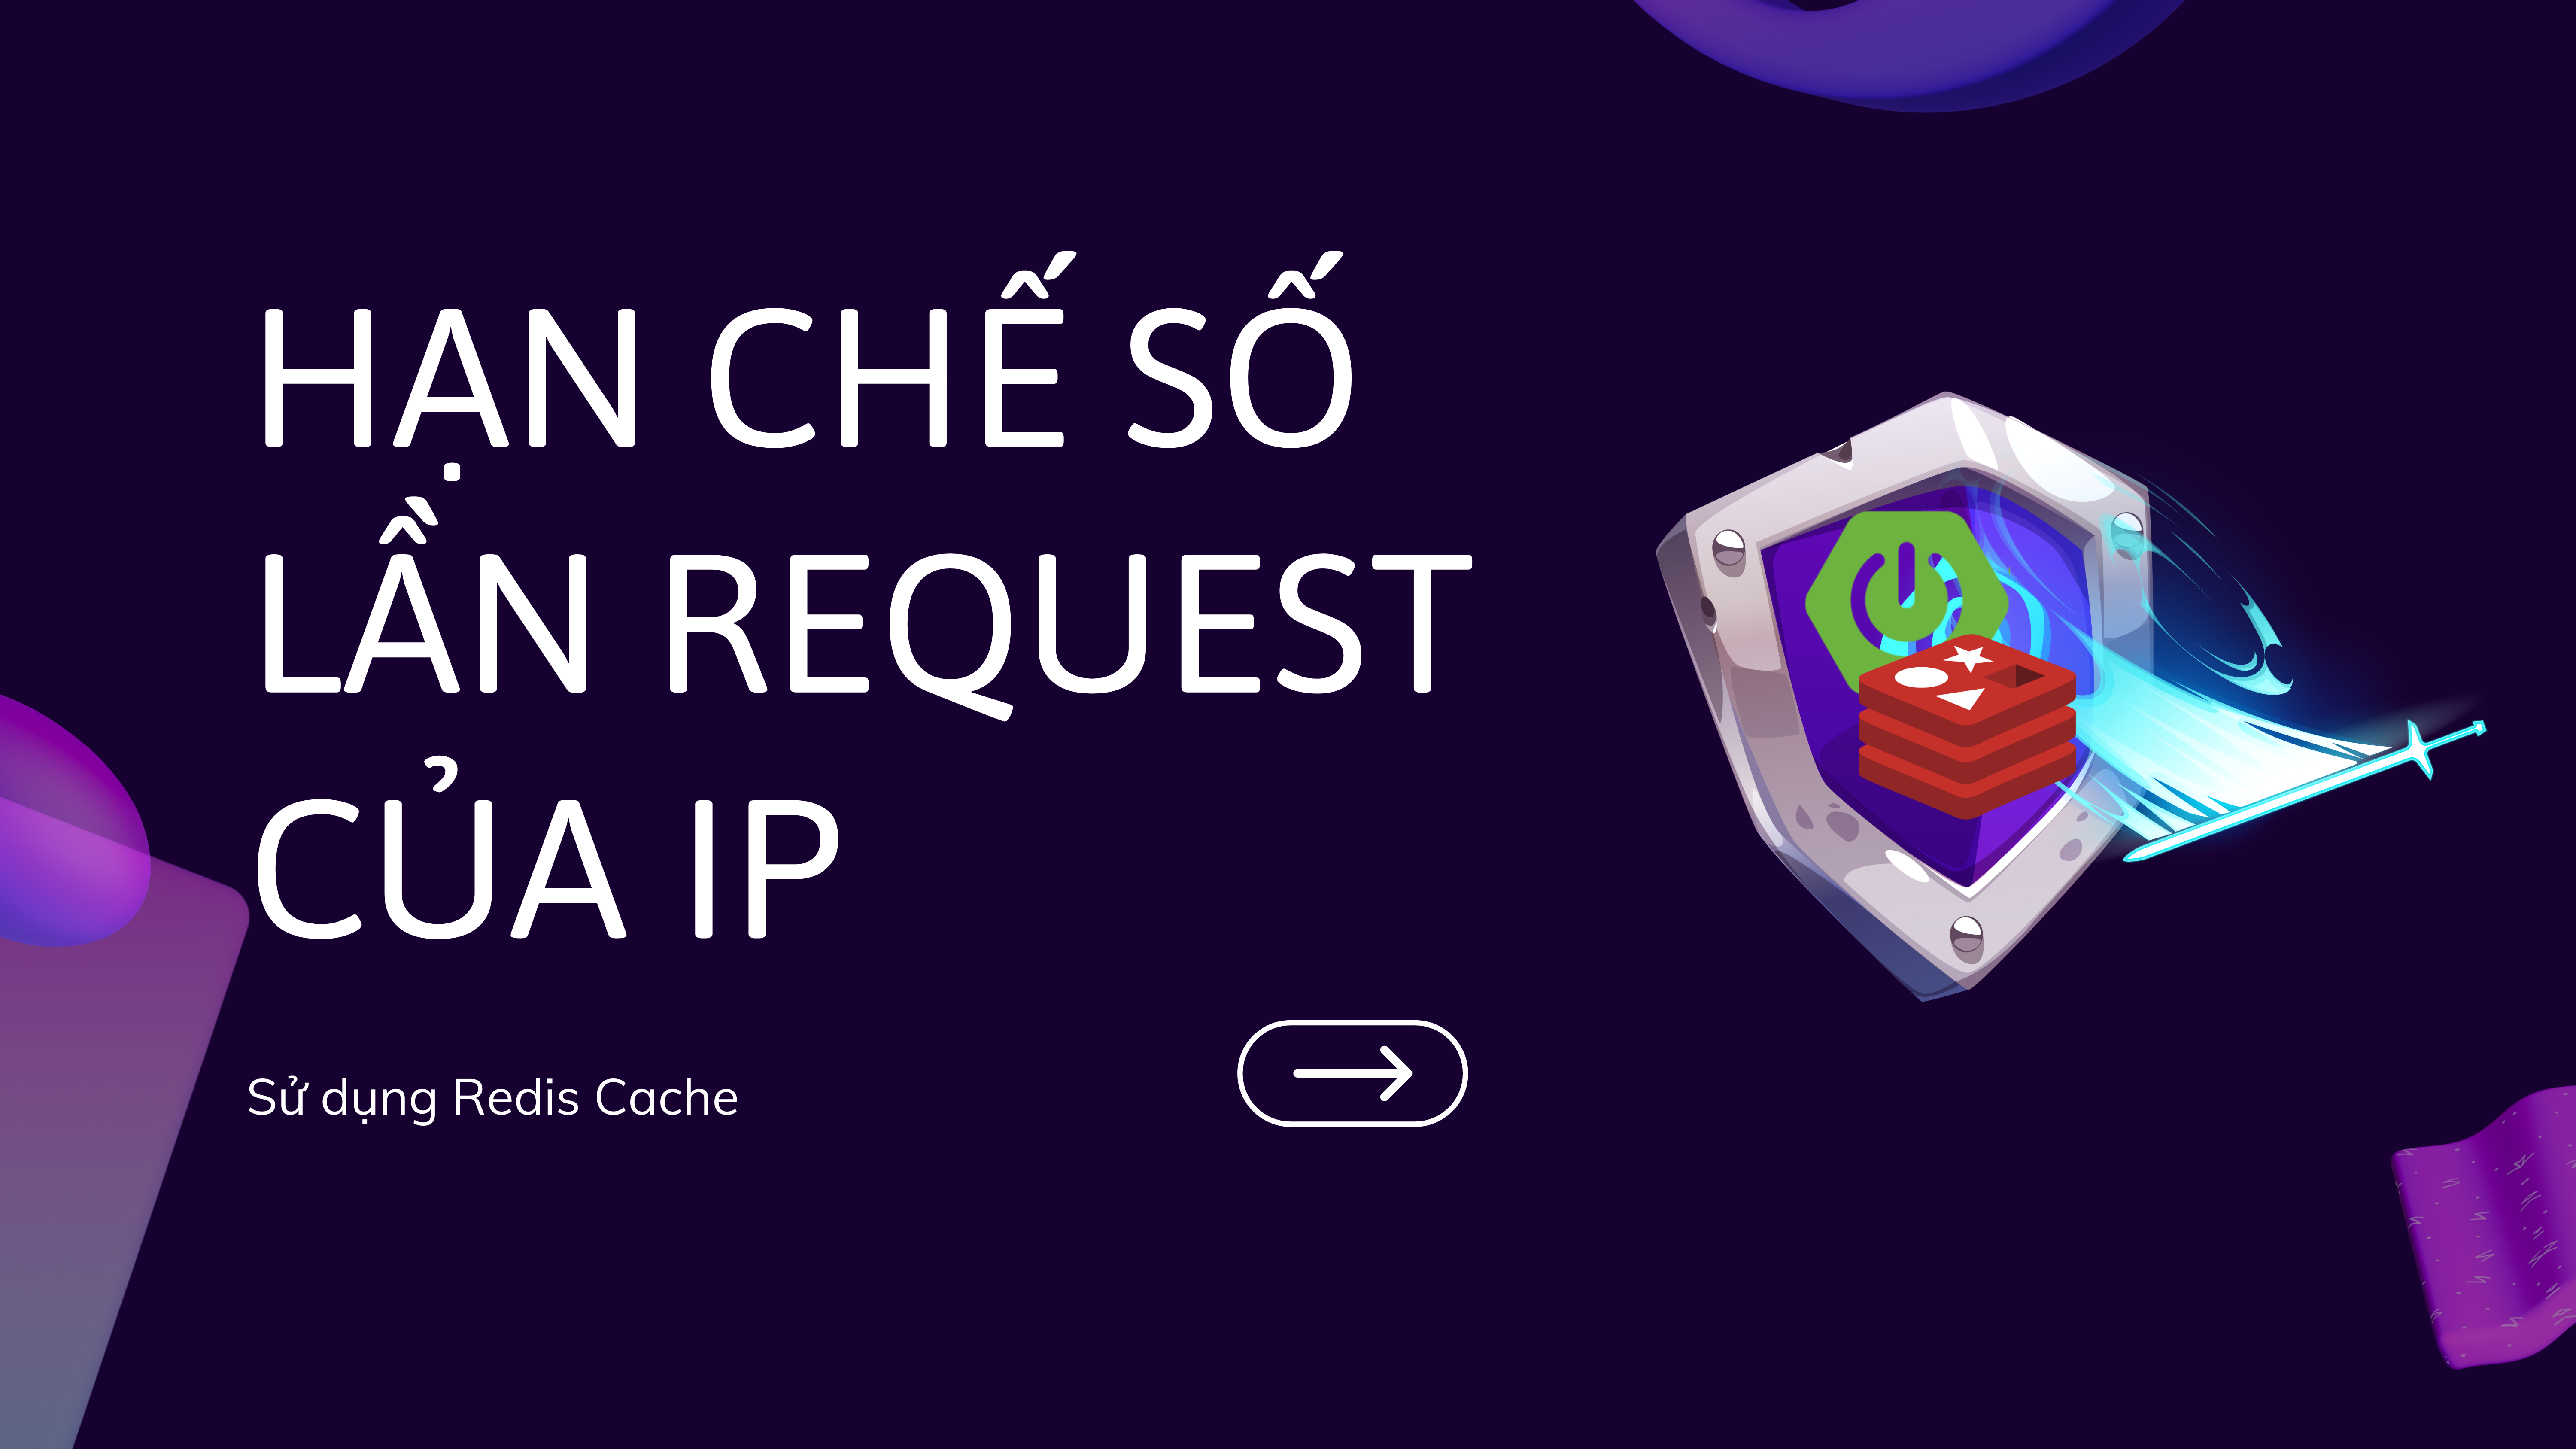 HẠN CHẾ SỐ
LẦN REQUEST
CỦA IP
Sử dụng Redis Cache